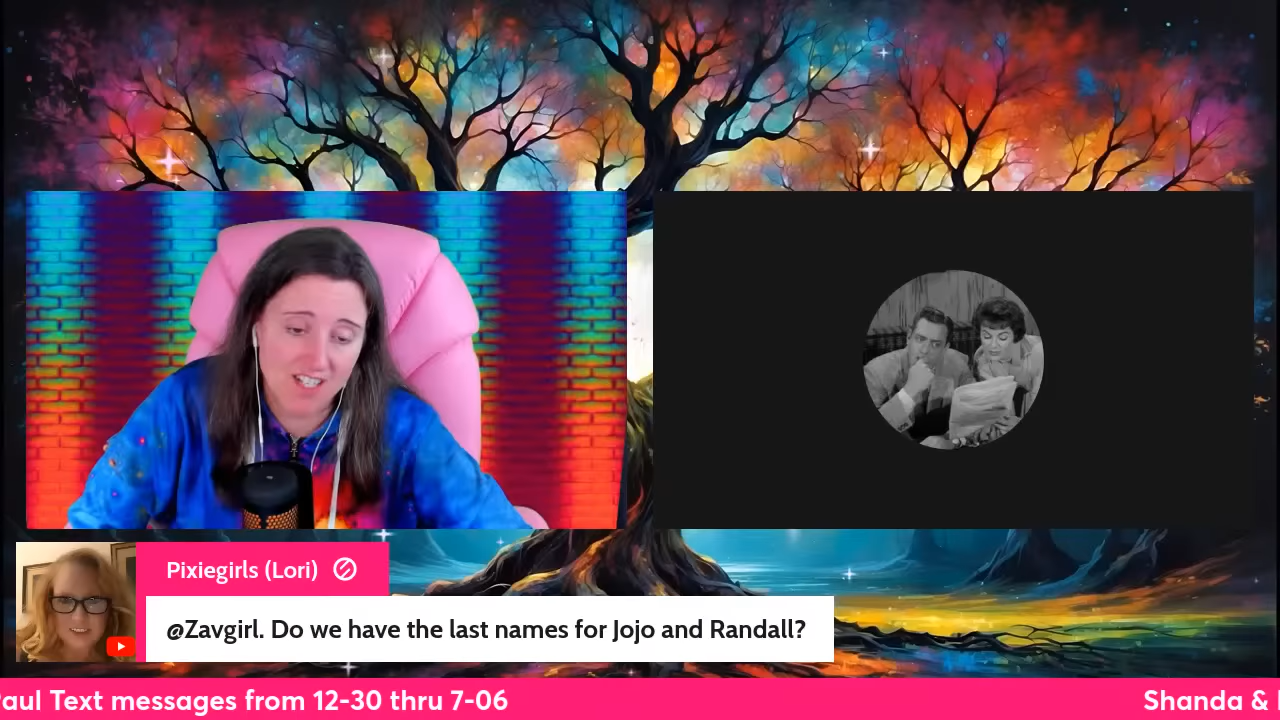 Pixiegirls (Lori)
@Zavgirl. Do we have the last names for Jojo and Randall?
Text messages from 12-30 thru 7-06
Shanda &